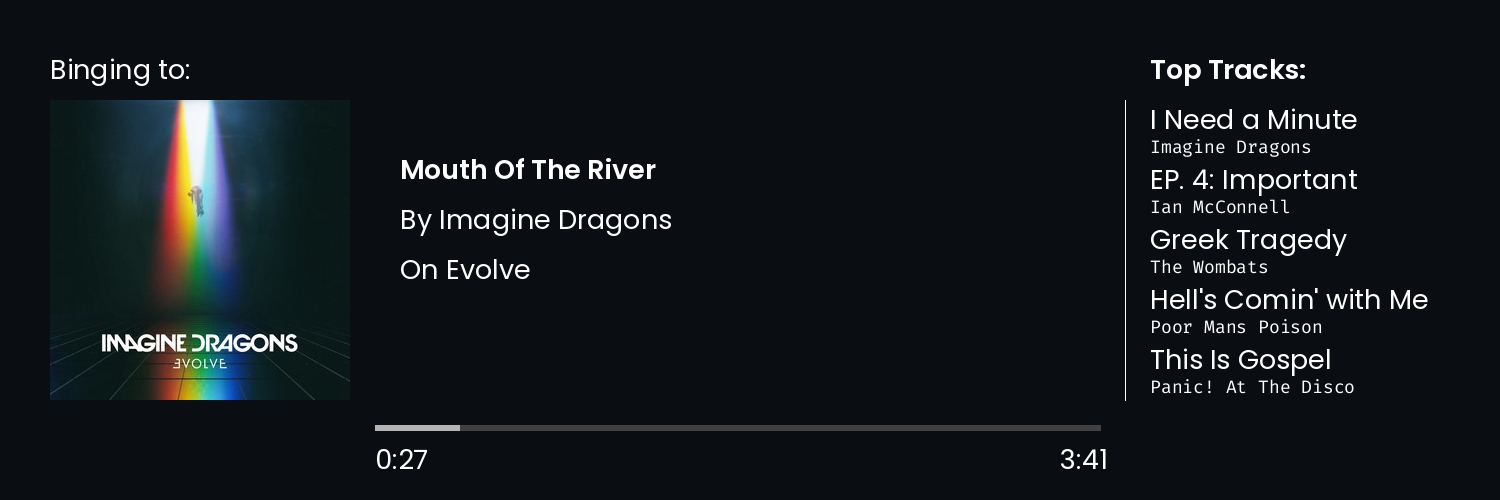 Binging to:
IMAGINE DRAGONS
EVOLVE
Mouth Of The River
By Imagine Dragons
On Evolve
0:27
3:41
Top Tracks:
I Need a Minute
Imagine Dragons
EP. 4: Important
Ian McConnell
Greek Tragedy
The Wombats
Hell's Comin' with Me
Poor Mans Poison
This Is Gospel
Panic! At The Disco